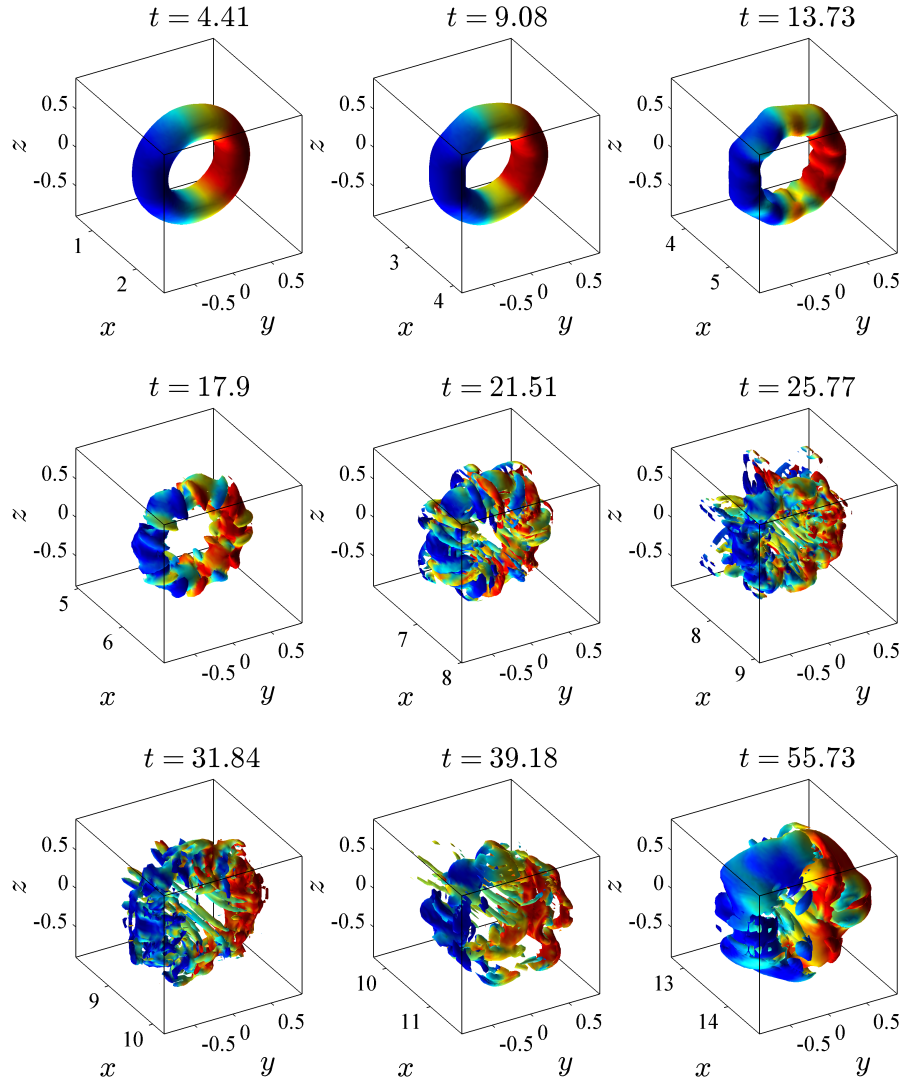 t = 4.41
t = 9.08
t = 13.73
0.5 0.5 0.5
z 0 z 0 z 0
-0.5 -0.5 -0.5
1 3 4
2 4 5
-0.5 0 0.5 -0.5 0 0.5 -0.5 0 0.5
x y x y x y
t = 17.9
t = 21.51
t = 25.77
0.5 0.5 0.5
z 0 z 0 z 0
-0.5 -0.5 -0.5
5 7 8
6 8 9
-0.5 0 0.5 -0.5 0 0.5 -0.5 0 0.5
x y x y x y
t = 31.84
t = 39.18
t = 55.73
0.5 0.5 0.5
z 0 z 0 z 0
-0.5 -0.5 -0.5
9 10 13
10 11 14
-0.5 0 0.5 -0.5 0 0.5 -0.5 0 0.5
x y x y x y